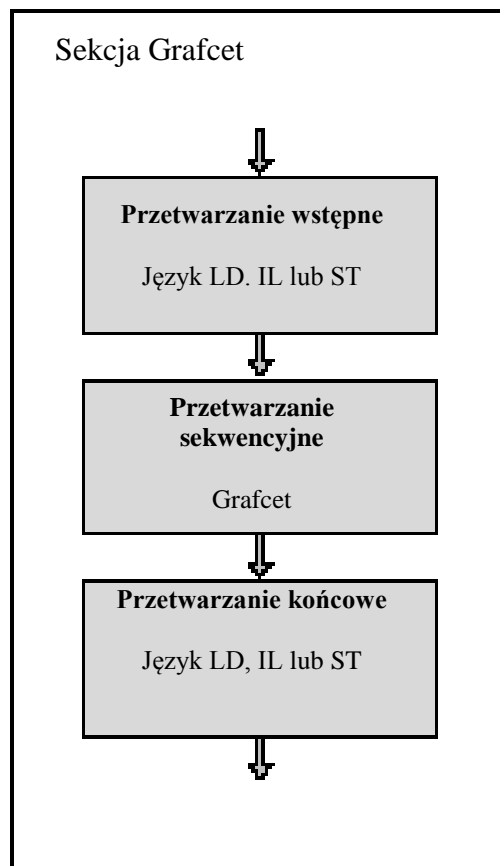 Sekcja Grafcet
Przetwarzanie wstępne
Język LD. IL lub ST
Przetwarzanie
sekwencyjne
Grafcet
Przetwarzanie końcowe
Język LD, IL lub ST